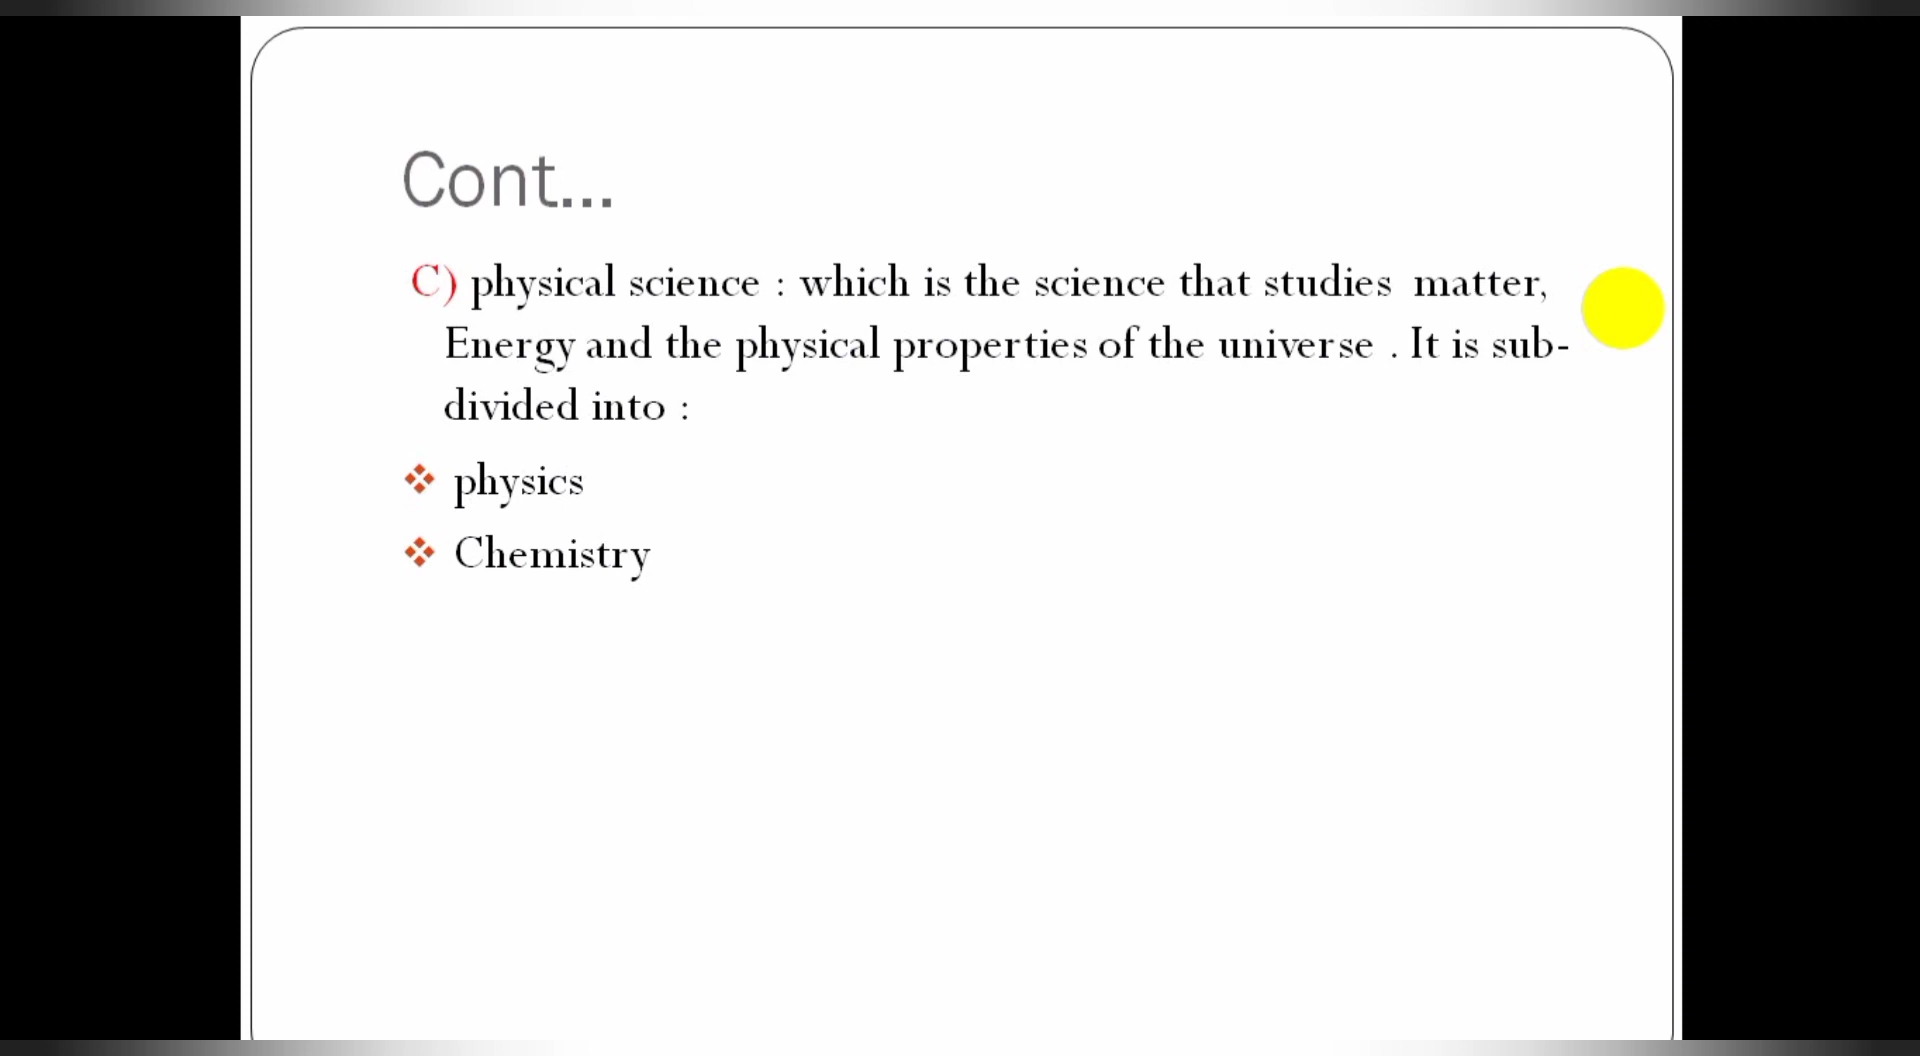 Cont...
C) physical science : which is the science that studies matter,
Energy and the physical properties of the universe . It is sub-
divided into :
physics
Chemistry